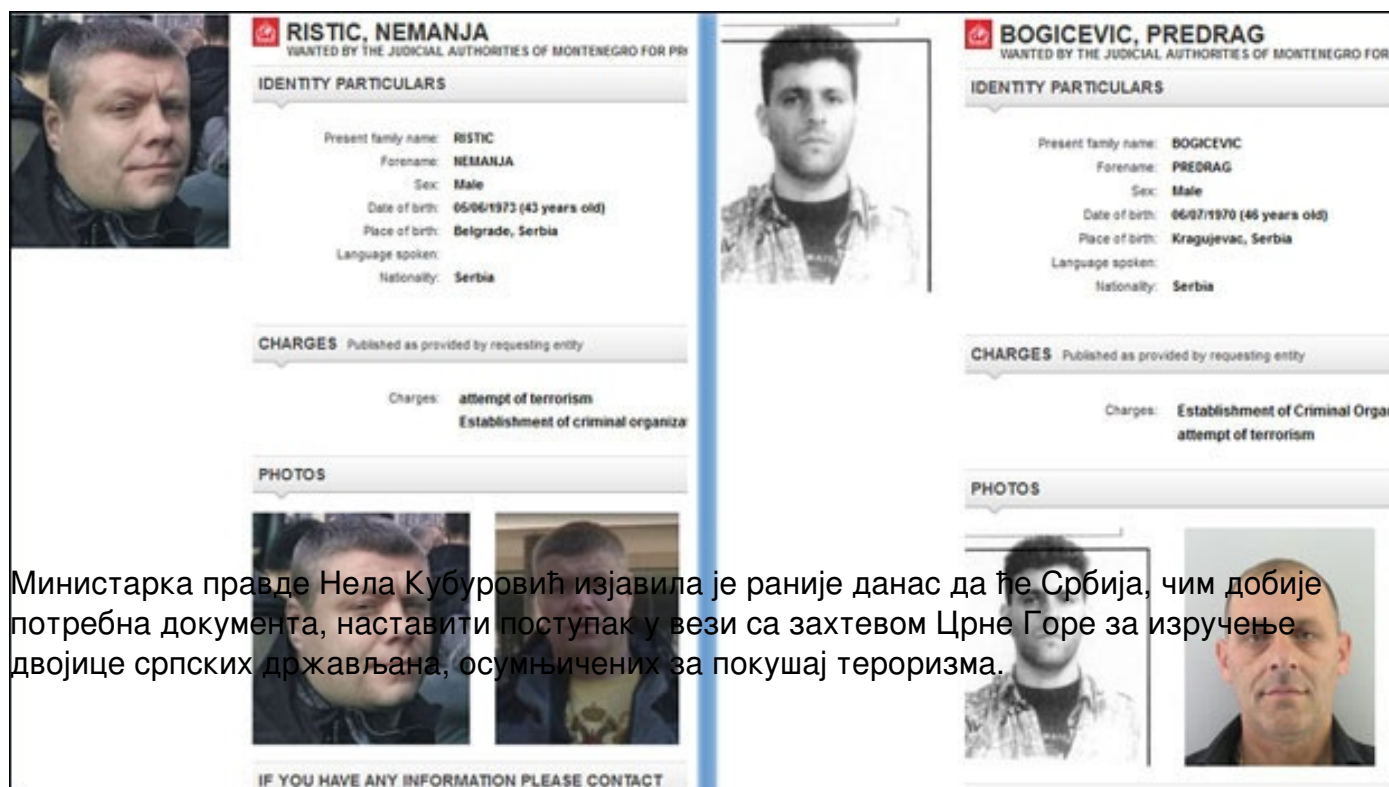 RISTIC, NEMANJA
WANTED BY THE JUDICIAL AUTHORITIES OF MONTENEGRO FOR
IDENTITY PARTICULARS
Present family name: RISTIC
Forename: NEMANJA
Sex: Male
Date of birth: 05/06/1973 (43 years old)
Place of birth: Belgrade, Serbia
Language spoken:
Nationality: Serbia
CHARGES Published as provided by requesting entity
Charges: attempt of terrorism
Establishment of criminal organiza
PHOTOS
IF YOU HAVE ANY INFORMATION PLEASE CONTACT
BOGICEVIC, PREDRAG
WANTED BY THE JUDICIAL AUTHORITIES OF MONTENEGRO FOR
IDENTITY PARTICULARS
Present family name: BOGICEVIC
Forename: PREDRAG
Sex: Male
Date of birth: 06/07/1970 (46 years old)
Place of birth: Kragujevac, Serbia
Language spoken:
Nationality: Serbia
CHARGES Published as provided by requesting entity
Charges: Establishment of Criminal Orga
attempt of terrorism
PHOTOS
Министарка правде Нела Кубуровић изјавила је раније данас да ће Србија, чим добије
потребна документа, наставити поступак у вези са захтевом Црне Горе за изручење
двојице српских држављана, осумњичених за покушај тероризма.